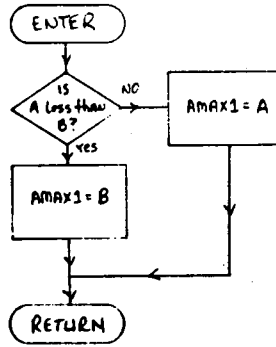 ENTER
IS
A Less than
B?
NO
AMAX1 = A
Yes
AMAX1 = B
RETURN